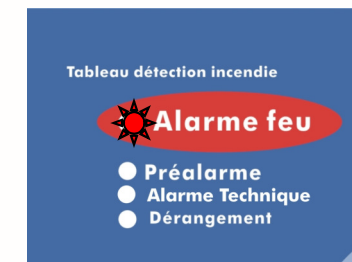 Tableau détection incendie
Alarme feu
Préalarme
Alarme Technique
Dérangement